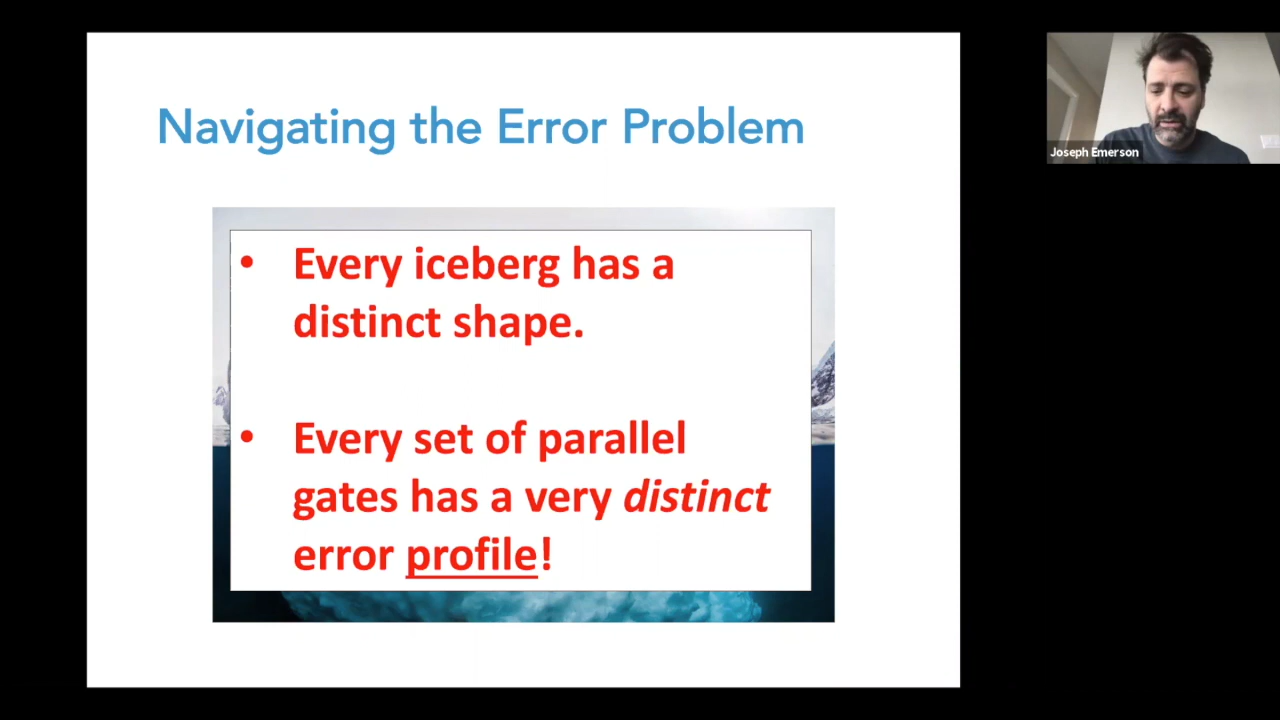 Navigating the Error Problem
• Every iceberg has a
distinct shape.
• Every set of parallel
gates has a very distinct
error profile!
Joseph Emerson